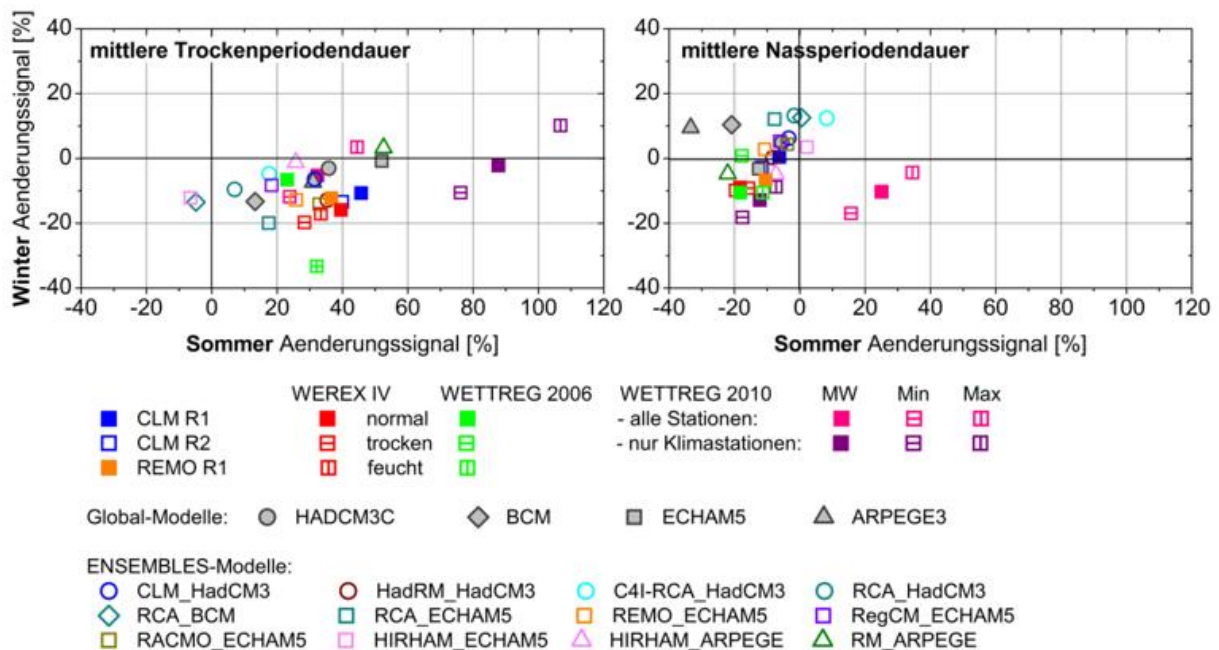 mittlere Trockenperiodendauer
mittlere Nassperiodendauer
Winter Aenderungssignal [%]
40
20
0
-20
-40
-40 -20 0 20 40 60 80 100 120
Sommer Aenderungssignal [%]
40
20
0
-20
-40
-40 -20 0 20 40 60 80 100 120
Sommer Aenderungssignal [%]
WEREX IV WETTREG 2006 WETTREG 2010 MW Min Max
CLM R1 normal - alle Stationen:
CLM R2 trocken - nur Klimastationen:
REMO R1 feucht
Global-Modelle: HADCM3C BCM ECHAM5 ARPEGE3
ENSEMBLES-Modelle:
CLM_HadCM3 HadRM_HadCM3 C4I-RCA_HadCM3 RCA_HadCM3
RCA_BCM RCA_ECHAM5 REMO_ECHAM5 RegCM_ECHAM5
RACMO_ECHAM5 HIRHAM_ECHAM5 HIRHAM_ARPEGE RM_ARPEGE